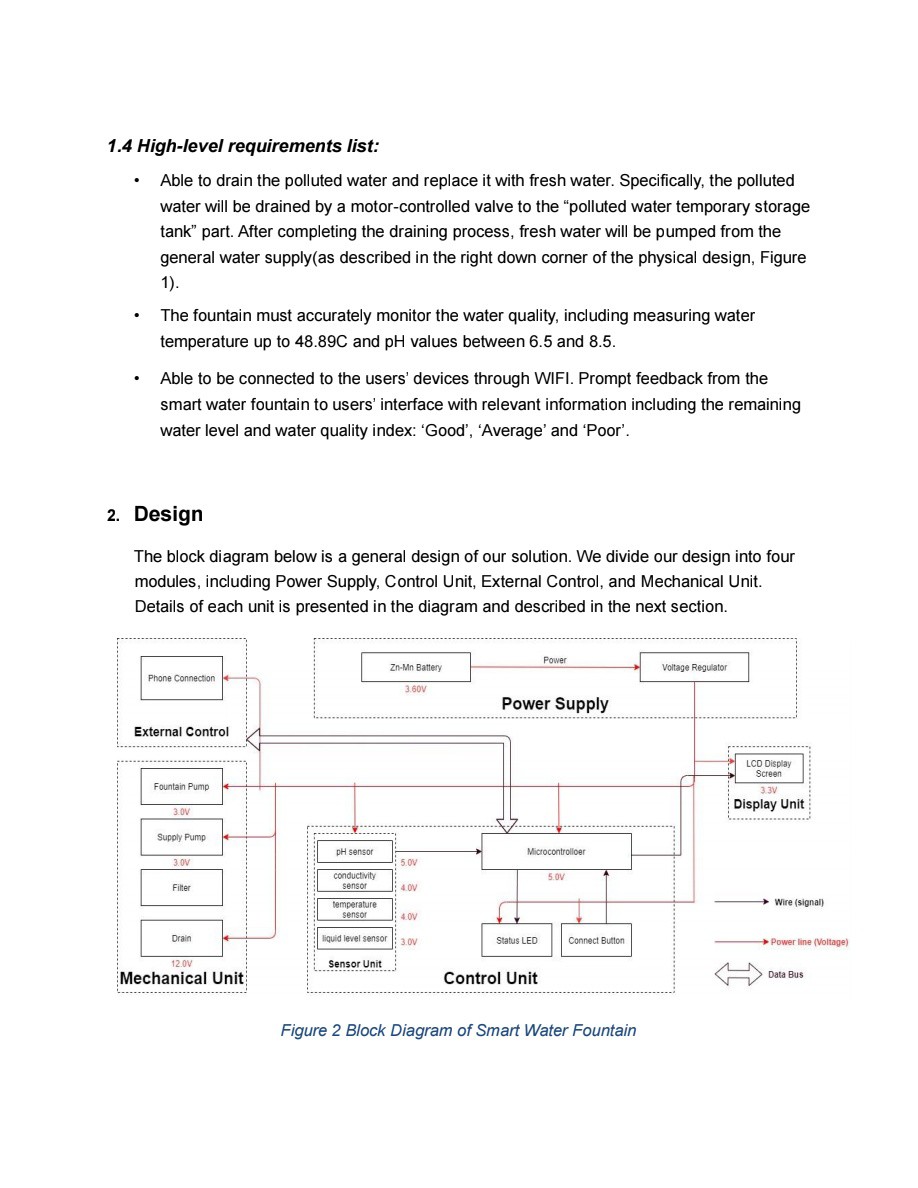 1.4 High-level requirements list:
• Able to drain the polluted water and replace it with fresh water. Specifically, the polluted
water will be drained by a motor-controlled valve to the “polluted water temporary storage
tank” part. After completing the draining process, fresh water will be pumped from the
general water supply(as described in the right down corner of the physical design, Figure
1).
• The fountain must accurately monitor the water quality, including measuring water
temperature up to 48.89C and pH values between 6.5 and 8.5.
• Able to be connected to the users’ devices through WIFI. Prompt feedback from the
smart water fountain to users’ interface with relevant information including the remaining
water level and water quality index: ‘Good’, ‘Average’ and ‘Poor’.
2. Design
The block diagram below is a general design of our solution. We divide our design into four
modules, including Power Supply, Control Unit, External Control, and Mechanical Unit.
Details of each unit is presented in the diagram and described in the next section.
Phone Connection
External Control
Zn-Mn Battery
3.60V
Power
Voltage Regulator
Power Supply
LCD Display
Screen
3.3V
Display Unit
Fountain Pump
3.0V
Supply Pump
3.0V
Filter
Drain
12.0V
Mechanical Unit
pH sensor
5.0V
conductivity
sensor
4.0V
temperature
sensor
4.0V
liquid level sensor
3.0V
Sensor Unit
Microcontrolloer
5.0V
Status LED
Connect Button
Control Unit
Wire (signal)
Power line (Voltage)
Data Bus
Figure 2 Block Diagram of Smart Water Fountain